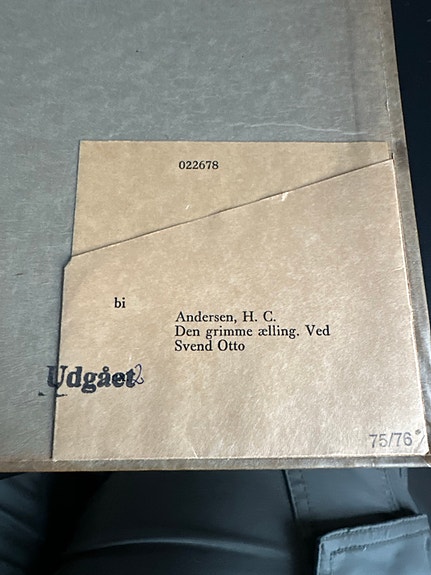 022678
bi
Andersen, H. C.
Den grimme ælling. Ved
Svend Otto
Udgået
75/76